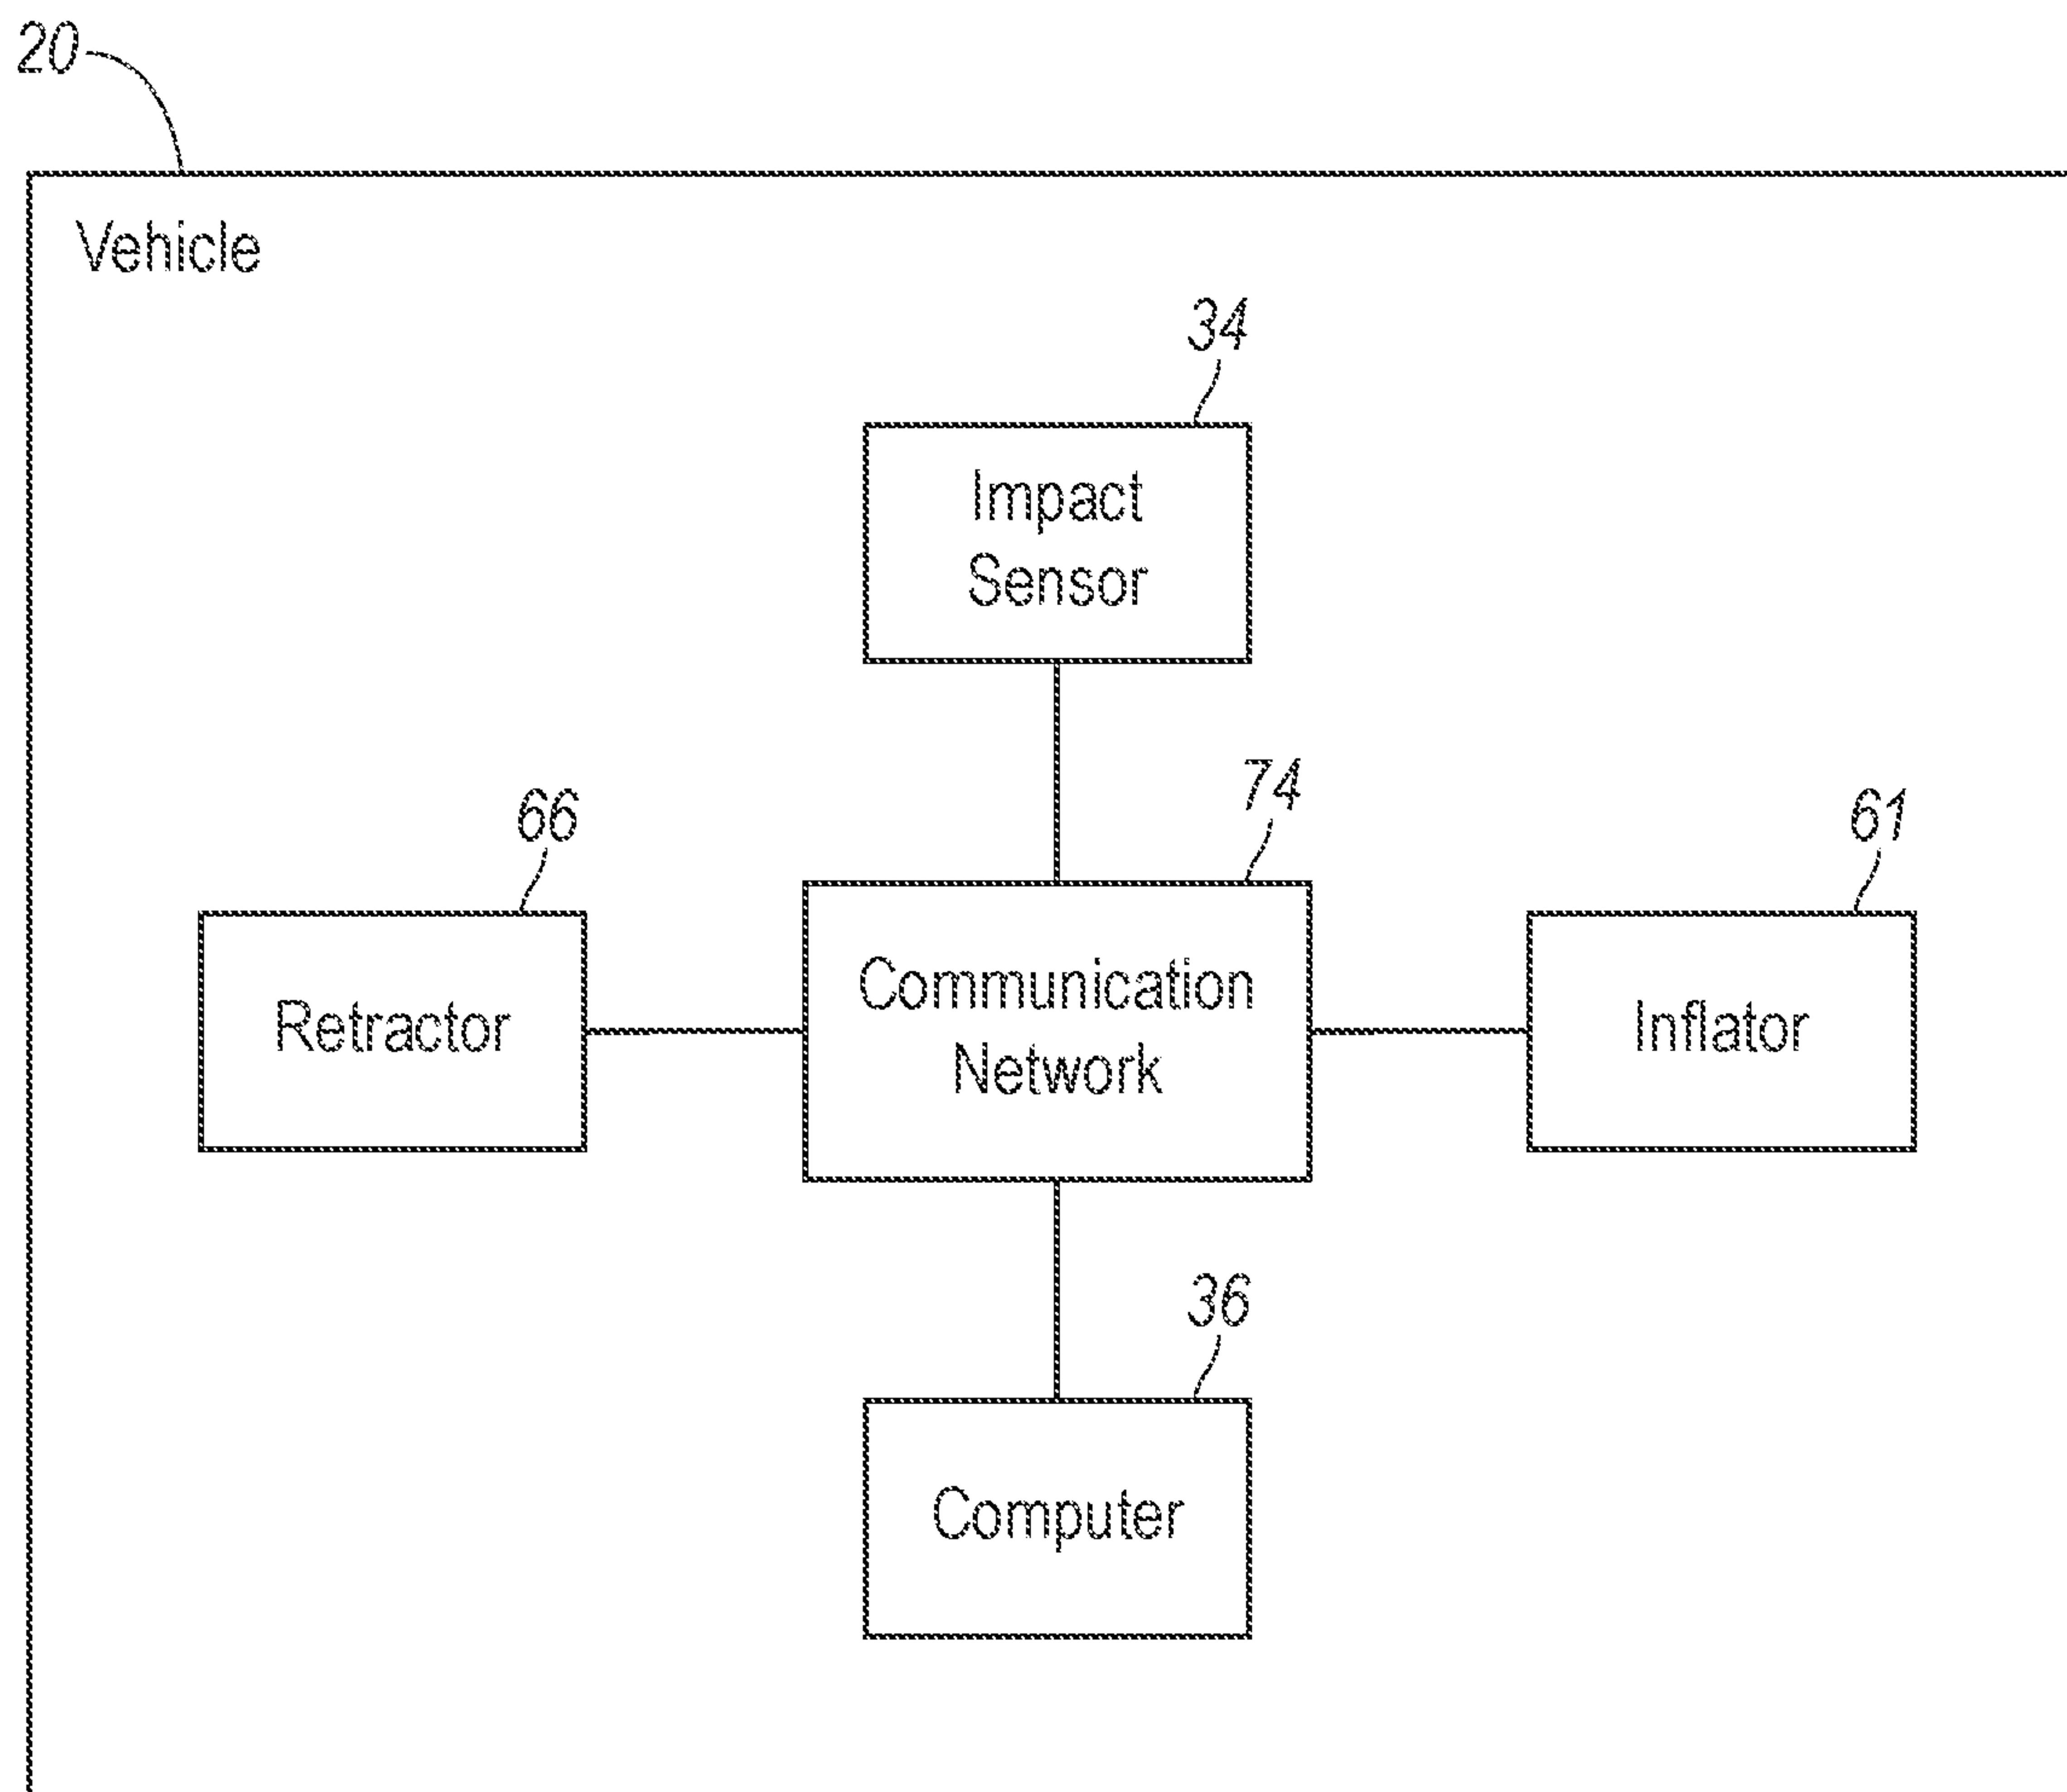 20
Vehicle
34
Impact
Sensor
74
66
61
Communication
Network
Retractor
Inflator
36
Computer